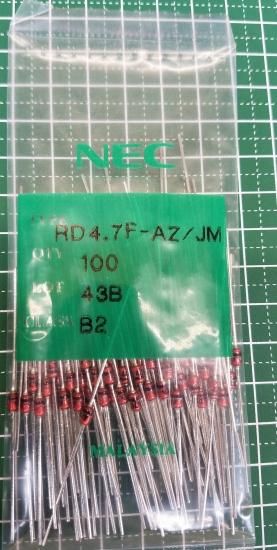 NEC
TYPE RD4.7F-AZ/JM
QTY 100
LOT 43B
CLASS B2
MALAYSIA